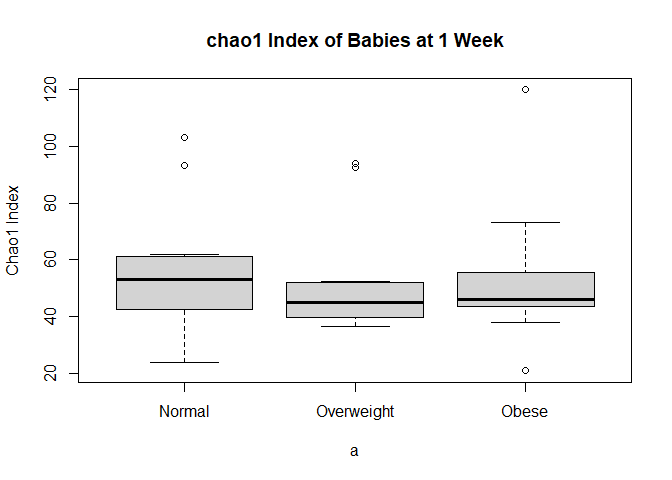 chao1 Index of Babies at 1 Week
Chao1 Index
120
100
80
60
40
20
Normal Overweight Obese
a